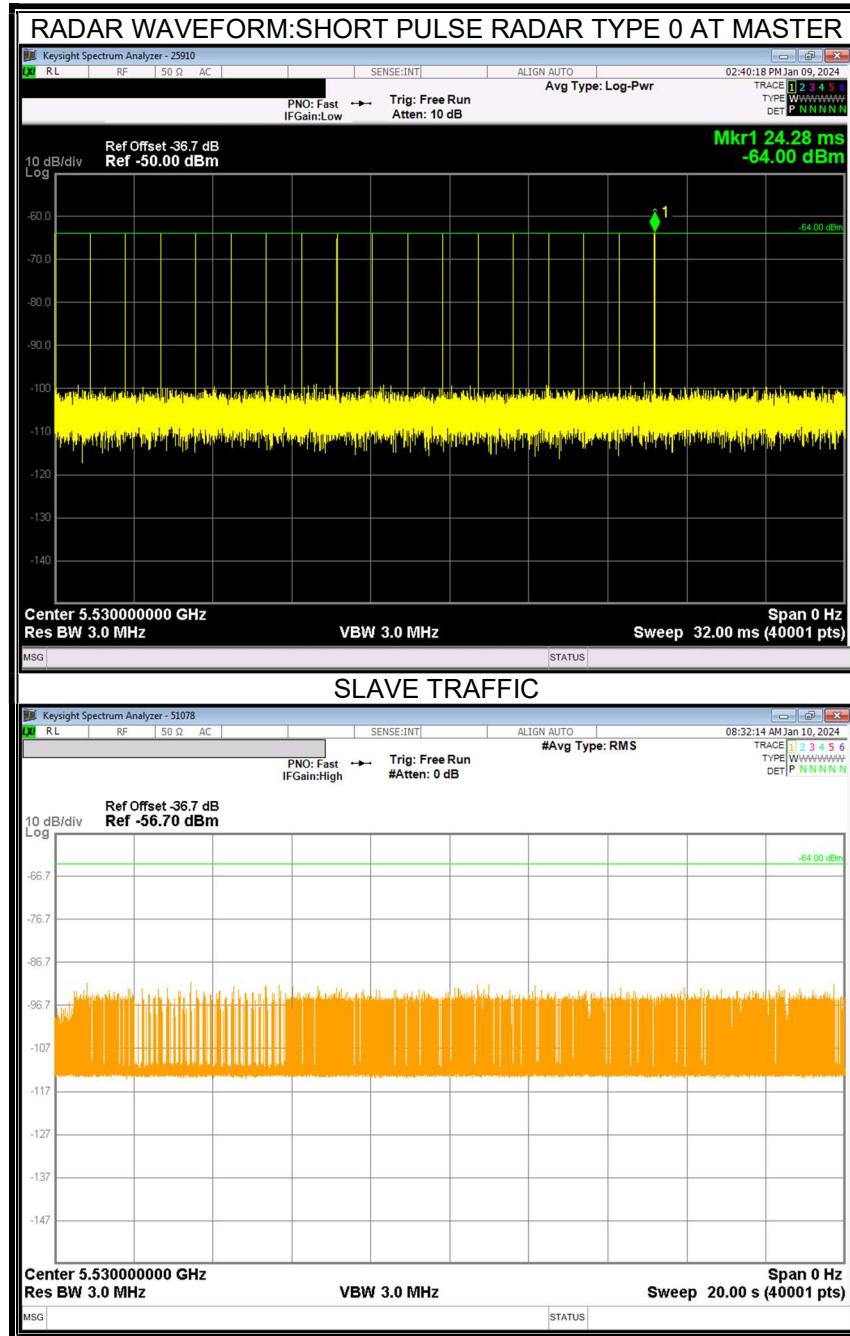 RADAR WAVEFORM:SHORT PULSE RADAR TYPE 0 AT MASTER
Keysight Spectrum Analyzer - 25910
LXI RL RF 50 Ω AC SENSE:INT ALIGN AUTO 02:40:18 PM Jan 09, 2024
Avg Type: Log-Pwr TRACE 1 2 3 4 5 6
PNO: Fast Trig: Free Run TYPE WWWWWW
IFGain:Low Atten: 10 dB DET P N N N N N
Mkr1 24.28 ms
Ref Offset -36.7 dB
10 dB/div Ref -50.00 dBm -64.00 dBm
Log
1
-60.0
-64.00 dBm
-70.0
-80.0
-90.0
-100
-110
-120
-130
-140
Center 5.530000000 GHz Span 0 Hz
Res BW 3.0 MHz VBW 3.0 MHz Sweep 32.00 ms (40001 pts)
MSG STATUS
SLAVE TRAFFIC
Keysight Spectrum Analyzer - 51078
LXI RL RF 50 Ω AC SENSE:INT ALIGN AUTO 08:32:14 AM Jan 10, 2024
#Avg Type: RMS TRACE 1 2 3 4 5 6
PNO: Fast Trig: Free Run TYPE WWWWWW
IFGain:High #Atten: 0 dB DET P N N N N N
Ref Offset -36.7 dB
10 dB/div Ref -56.70 dBm
Log
-64.00 dBm
-66.7
-76.7
-86.7
-96.7
-107
-117
-127
-137
-147
Center 5.530000000 GHz Span 0 Hz
Res BW 3.0 MHz VBW 3.0 MHz Sweep 20.00 s (40001 pts)
MSG STATUS